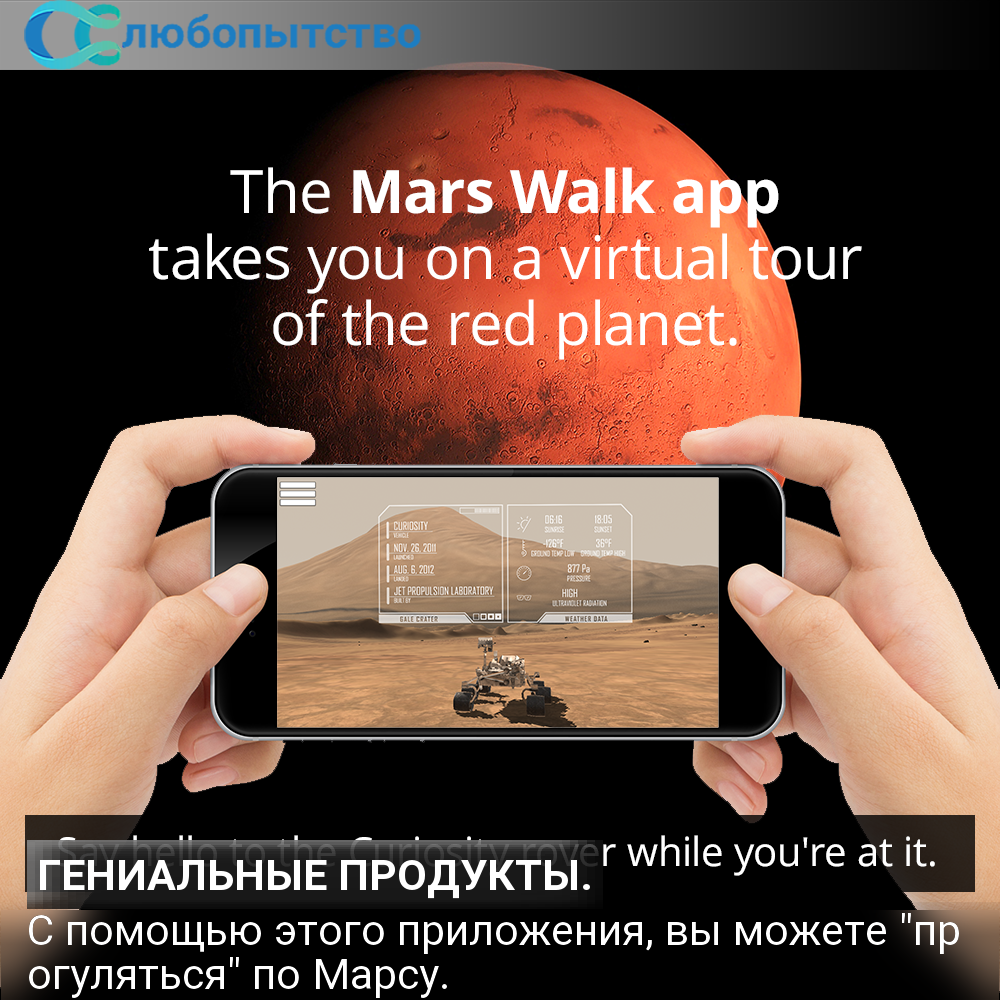 любопытство
The Mars Walk app
takes you on a virtual tour
of the red planet.
CURIOSITY
VEHICLE
NOV. 26, 2011
LAUNCHED
AUG. 6, 2012
LANDED
JET PROPULSION LABORATORY
BUILT BY
GALE CRATER
06:16
SUNRISE
18:05
SUNSET
-126°F
GROUND TEMP LOW
36°F
GROUND TEMP HIGH
877 Pa
PRESSURE
HIGH
ULTRAVIOLET RADIATION
WEATHER DATA
Say hello to the Curiosity rover while you're at it.
ГЕНИАЛЬНЫЕ ПРОДУКТЫ.
С помощью этого приложения, вы можете "пр
огуляться" по Марсу.